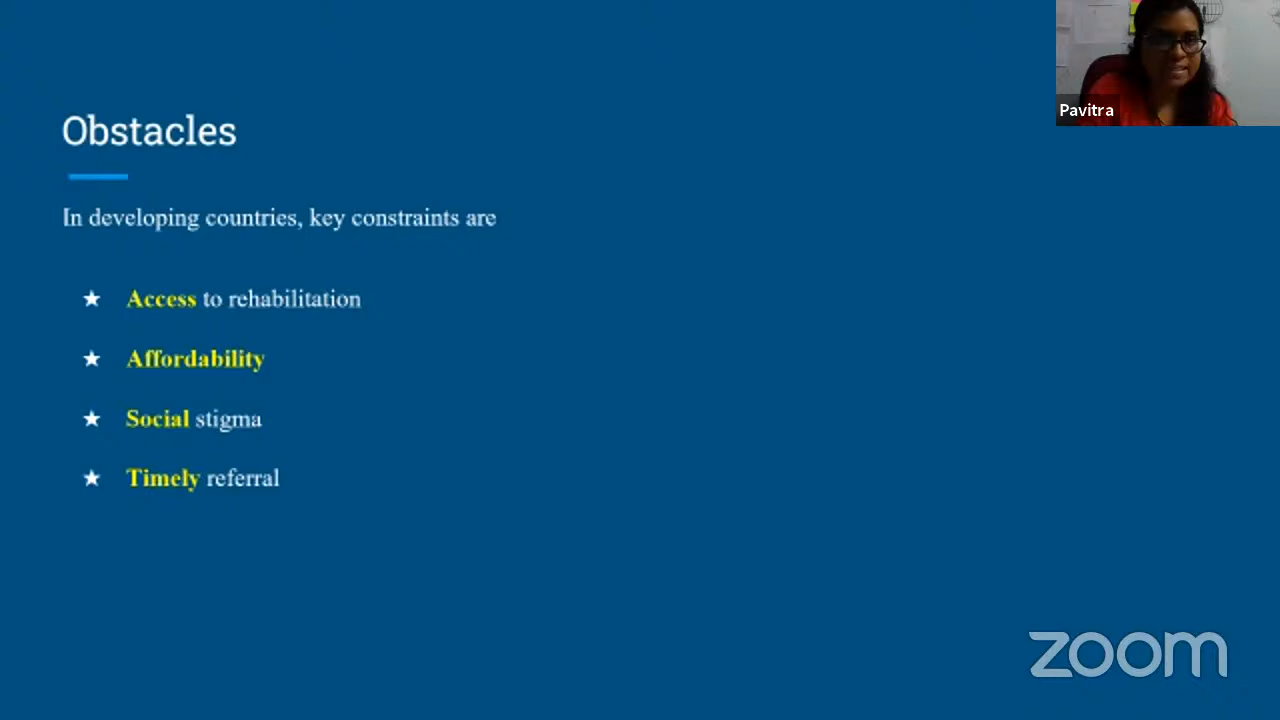 Obstacles
In developing countries, key constraints are
★ Access to rehabilitation
★ Affordability
★ Social stigma
★ Timely referral
Pavitra
zoom